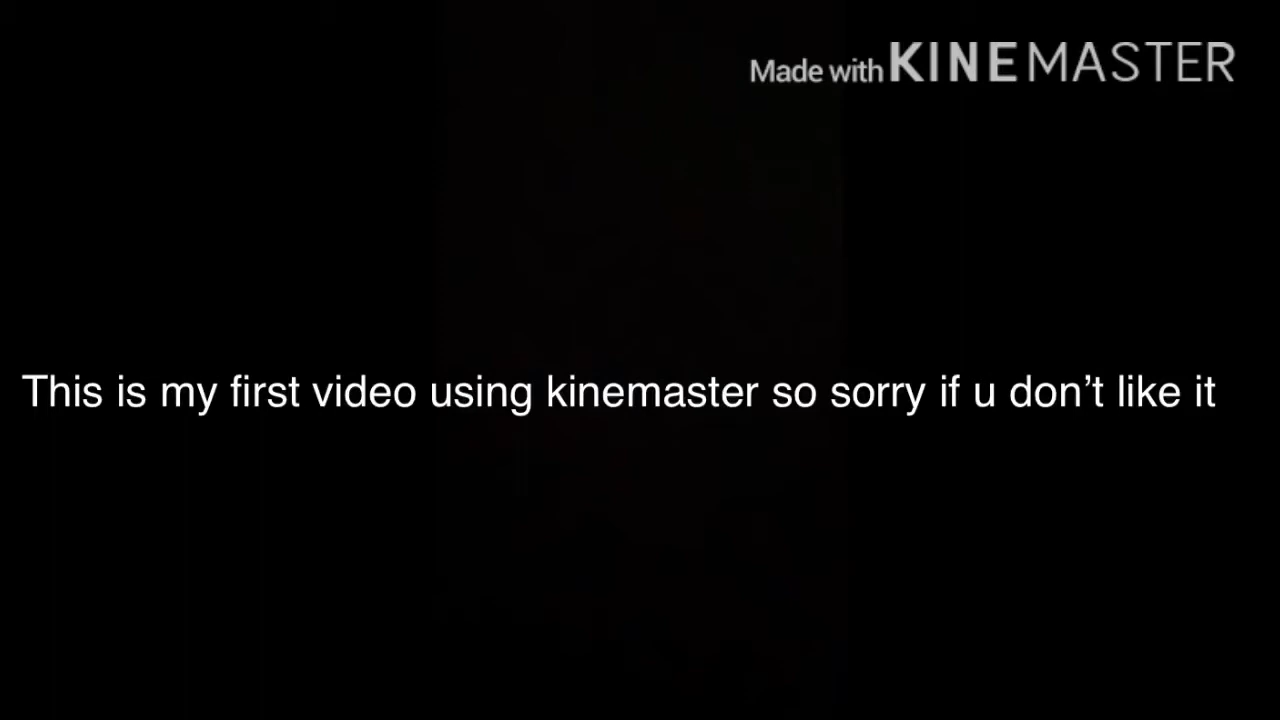 Made with KINEMASTER
This is my first video using kinemaster so sorry if u don’t like it